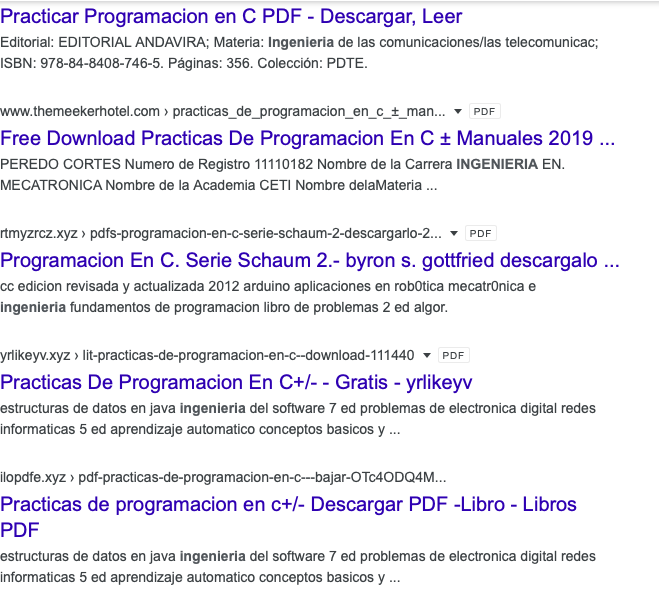 Practicar Programacion en C PDF - Descargar, Leer
Editorial: EDITORIAL ANDAVIRA; Materia: Ingenieria de las comunicaciones/las telecomunicac;
ISBN: 978-84-8408-746-5. Páginas: 356. Colección: PDTE.
www.themeekerhotel.com › practicas_de_programacion_en_c_±_man... PDF
Free Download Practicas De Programacion En C ± Manuales 2019 ...
PEREDO CORTES Numero de Registro 11110182 Nombre de la Carrera INGENIERIA EN.
MECATRONICA Nombre de la Academia CETI Nombre delaMateria ...
rtmyzrcz.xyz › pdfs-programacion-en-c-serie-schaum-2-descargarlo-2... PDF
Programacion En C. Serie Schaum 2.- byron s. gottfried descargalo ...
cc edicion revisada y actualizada 2012 arduino aplicaciones en rob0tica mecatr0nica e
ingenieria fundamentos de programacion libro de problemas 2 ed algor.
yrlikeyv.xyz › lit-practicas-de-programacion-en-c--download-111440 PDF
Practicas De Programacion En C+/- - Gratis - yrlikeyv
estructuras de datos en java ingenieria del software 7 ed problemas de electronica digital redes
informaticas 5 ed aprendizaje automatico conceptos basicos y ...
ilopdfe.xyz › pdf-practicas-de-programacion-en-c---bajar-OTc4ODQ4M...
Practicas de programacion en c+/- Descargar PDF -Libro - Libros
PDF
estructuras de datos en java ingenieria del software 7 ed problemas de electronica digital redes
informaticas 5 ed aprendizaje automatico conceptos basicos y ...